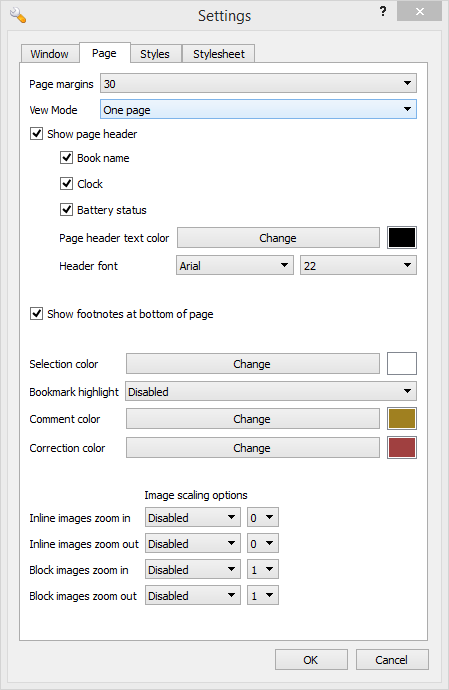 Settings
?
Window Page Styles Stylesheet
Page margins 30
Vew Mode One page
Show page header
Book name
Clock
Battery status
Page header text color Change
Header font Arial 22
Show footnotes at bottom of page
Selection color Change
Bookmark highlight Disabled
Comment color Change
Correction color Change
Image scaling options
Inline images zoom in Disabled 0
Inline images zoom out Disabled 0
Block images zoom in Disabled 1
Block images zoom out Disabled 1
OK Cancel